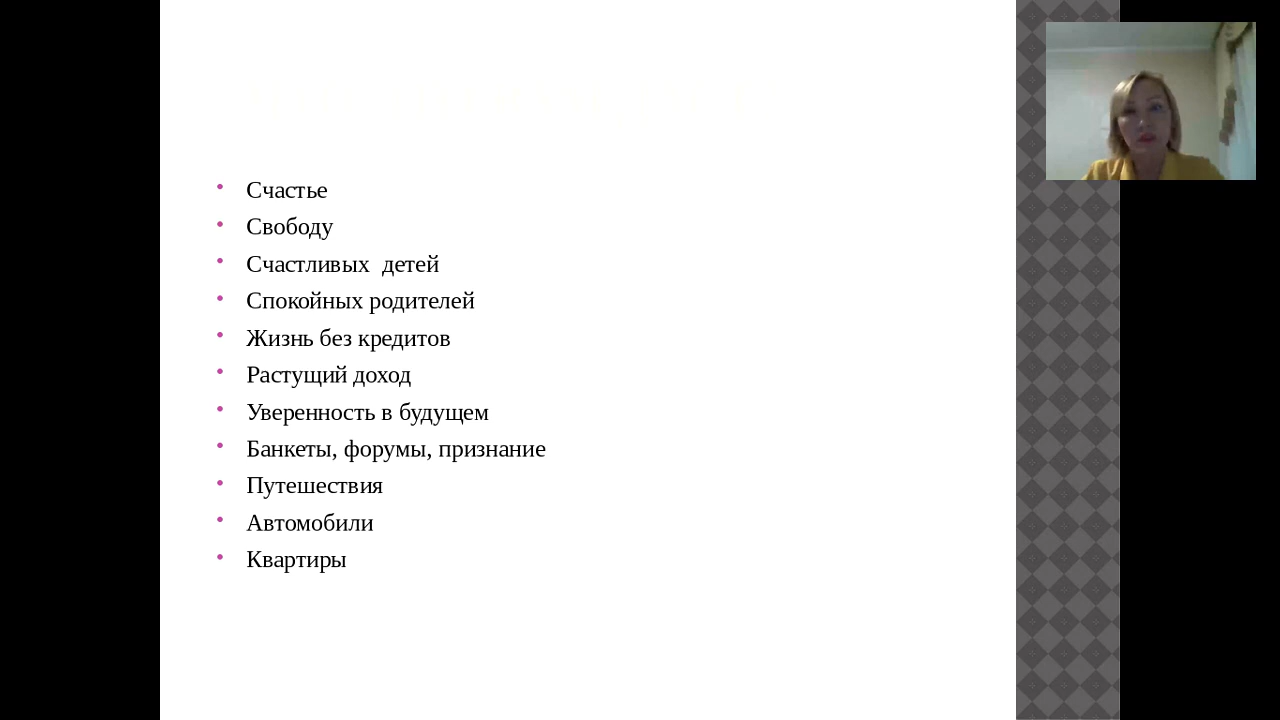 Счастье
Свободу
Счастливых  детей
Спокойных родителей
Жизнь без кредитов
Растущий доход
Уверенность в будущем
Банкеты, форумы, признание
Путешествия
Автомобили
Квартиры